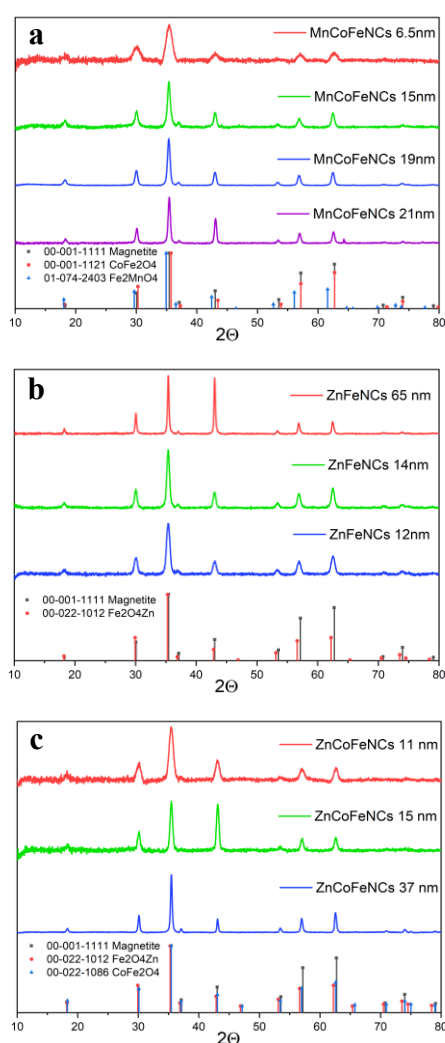 a
MnCoFeNCs 6.5nm
MnCoFeNCs 15nm
MnCoFeNCs 19nm
MnCoFeNCs 21nm
00-001-1111 Magnetite
00-001-1121 CoFe2O4
01-074-2403 Fe2MnO4
10 20 30 40 50 60 70 80
2Θ
b
ZnFeNCs 65 nm
ZnFeNCs 14nm
ZnFeNCs 12nm
00-001-1111 Magnetite
00-022-1012 Fe2O4Zn
10 20 30 40 50 60 70 80
2Θ
c
ZnCoFeNCs 11 nm
ZnCoFeNCs 15 nm
ZnCoFeNCs 37 nm
00-001-1111 Magnetite
00-022-1012 Fe2O4Zn
00-022-1086 CoFe2O4
10 20 30 40 50 60 70 80
2Θ